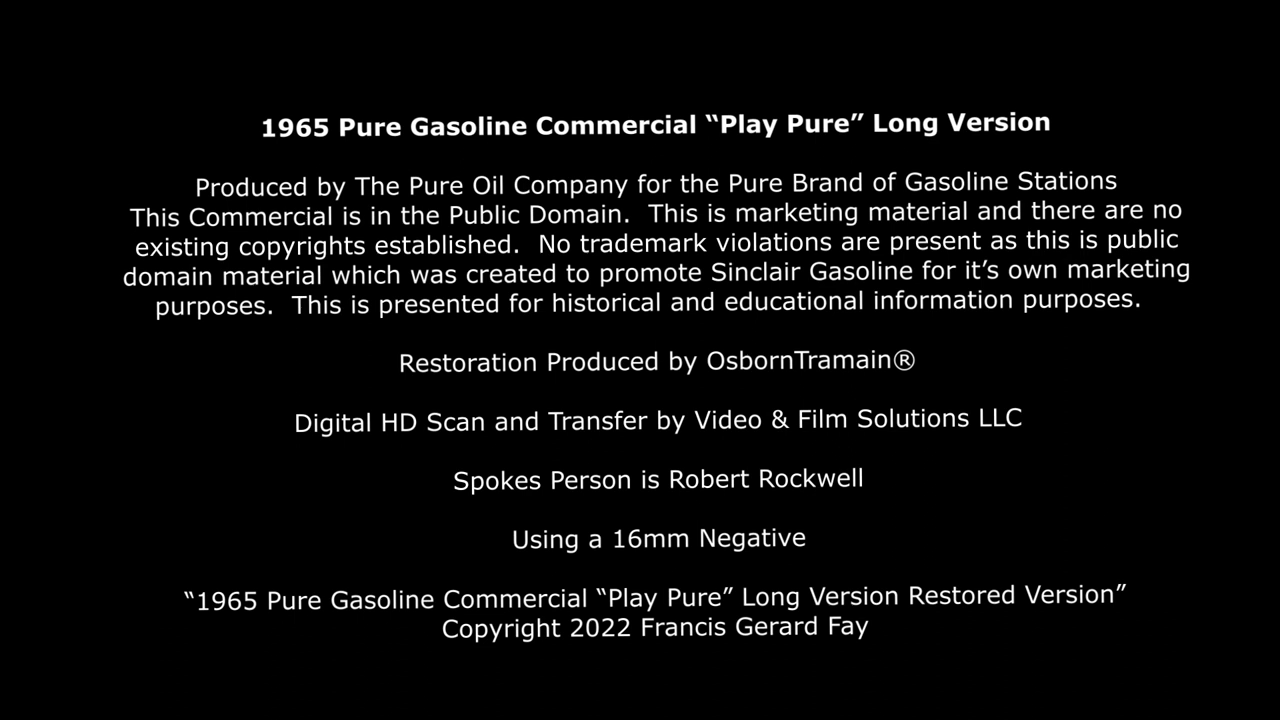 1965 Pure Gasoline Commercial “Play Pure” Long Version
Produced by The Pure Oil Company for the Pure Brand of Gasoline Stations
This Commercial is in the Public Domain.  This is marketing material and there are no
existing copyrights established.  No trademark violations are present as this is public
domain material which was created to promote Sinclair Gasoline for it’s own marketing
purposes.  This is presented for historical and educational information purposes.
Restoration Produced by OsbornTramain®
Digital HD Scan and Transfer by Video & Film Solutions LLC
Spokes Person is Robert Rockwell
Using a 16mm Negative
“1965 Pure Gasoline Commercial “Play Pure” Long Version Restored Version”
Copyright 2022 Francis Gerard Fay